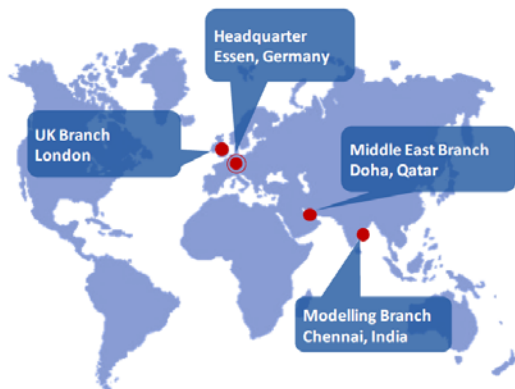 Headquarter
Essen, Germany
UK Branch
London
Middle East Branch
Doha, Qatar
Modelling Branch
Chennai, India